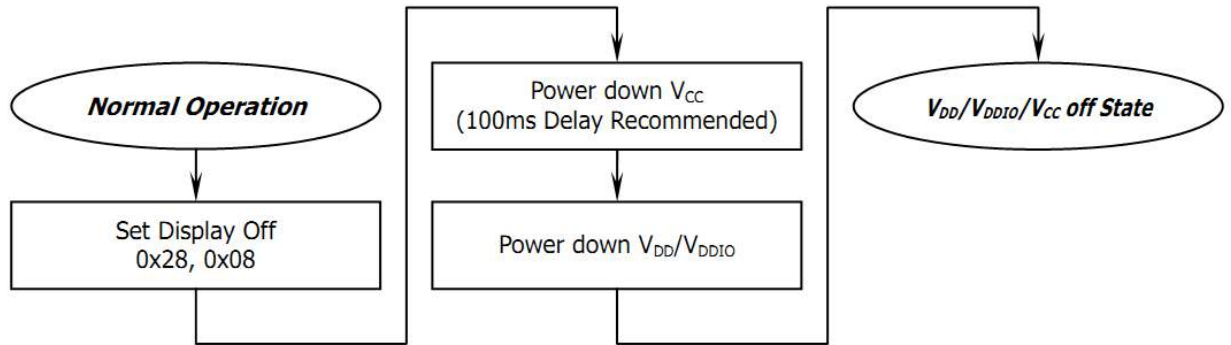 Normal Operation
Set Display Off
0x28, 0x08
Power down VCC
(100ms Delay Recommended)
Power down VDD/VDDIO
VDD/VDDIO/VCC off State